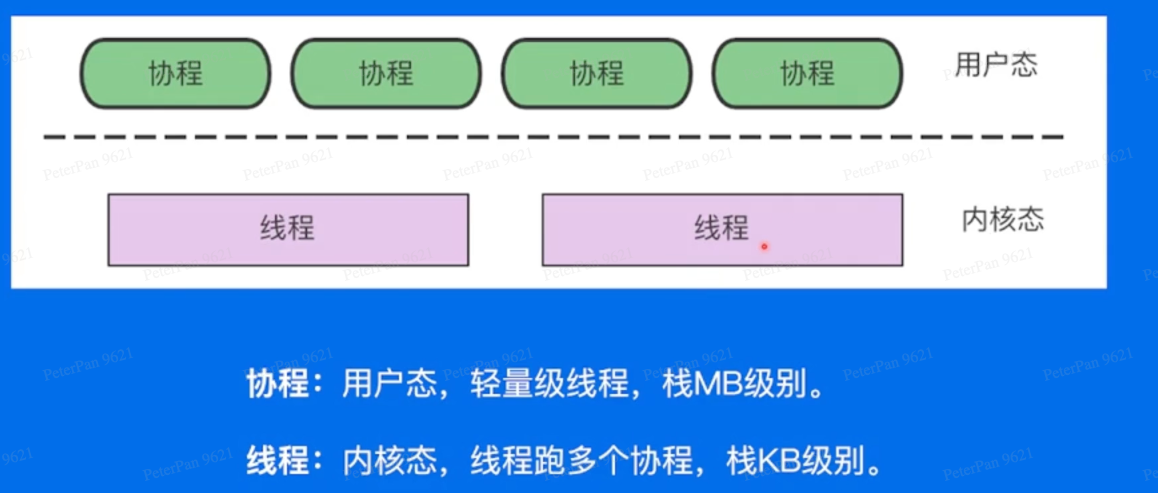 协程 协程 协程 协程 用户态
线程 线程 内核态
协程：用户态，轻量级线程，栈MB级别。
线程：内核态，线程跑多个协程，栈KB级别。
PeterPan 9621